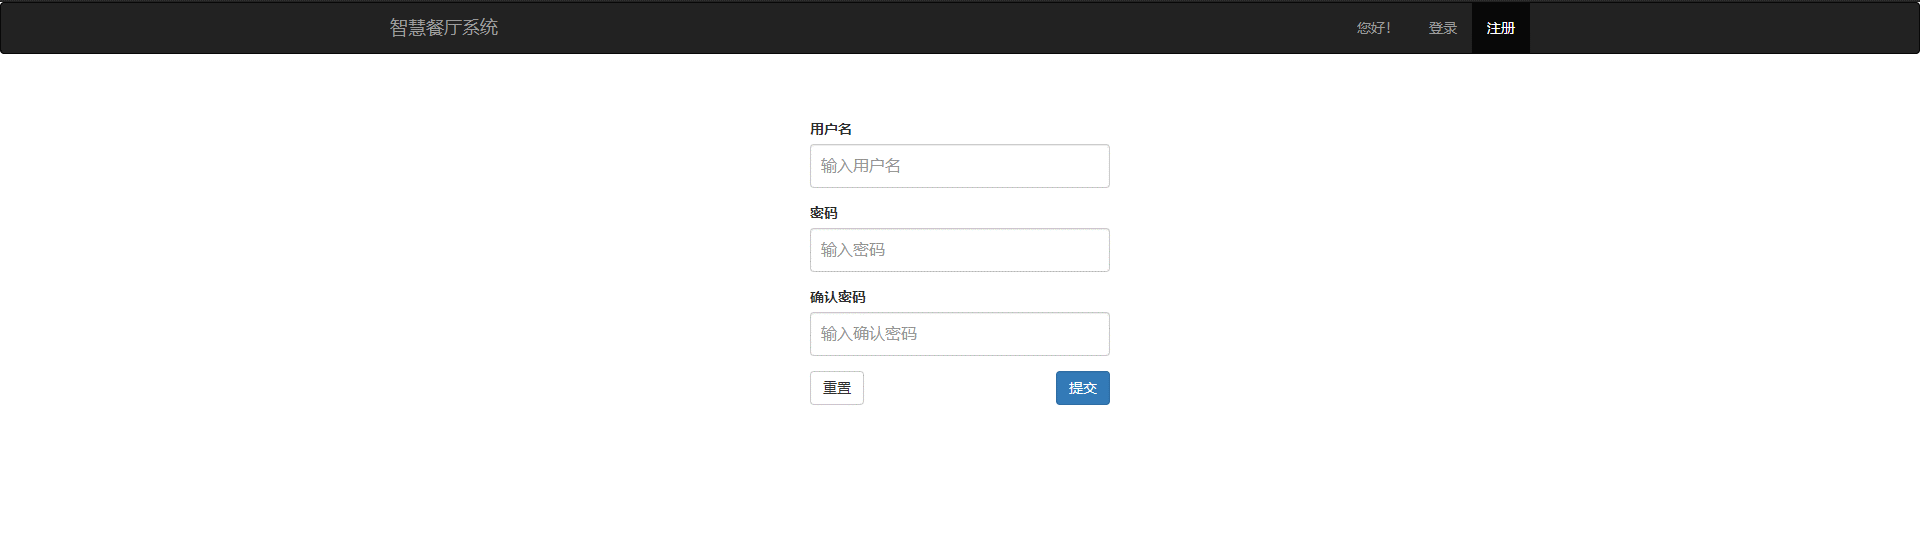 智慧餐厅系统 您好! 登录 注册
用户名
输入用户名
密码
输入密码
确认密码
输入确认密码
重置 提交